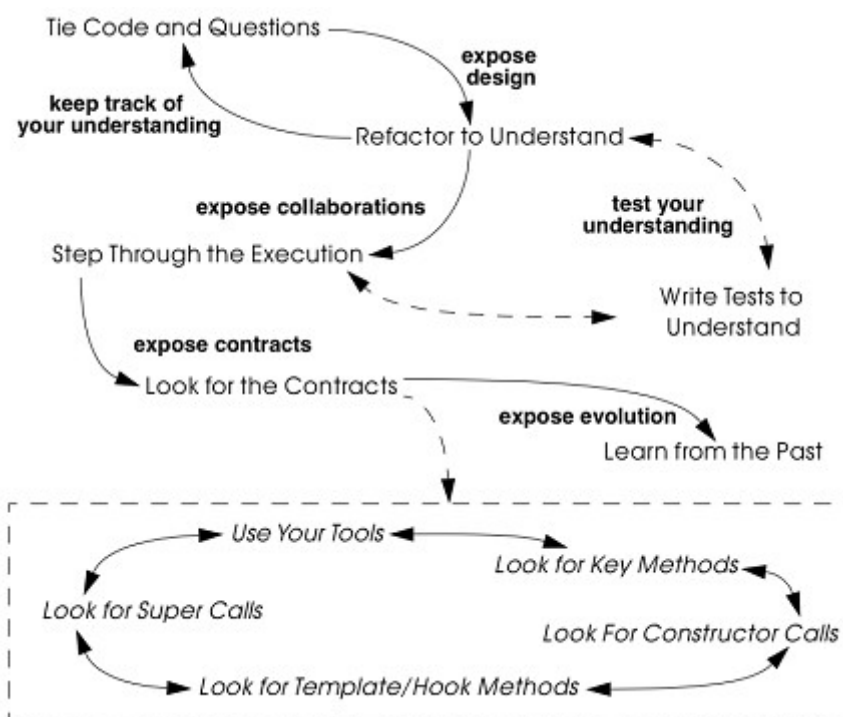 Tie Code and Questions
expose
design
keep track of
your understanding
Refactor to Understand
expose collaborations
test your
understanding
Step Through the Execution
Write Tests to
Understand
expose contracts
Look for the Contracts
expose evolution
Learn from the Past
Use Your Tools
Look for Key Methods
Look for Super Calls
Look For Constructor Calls
Look for Template/Hook Methods